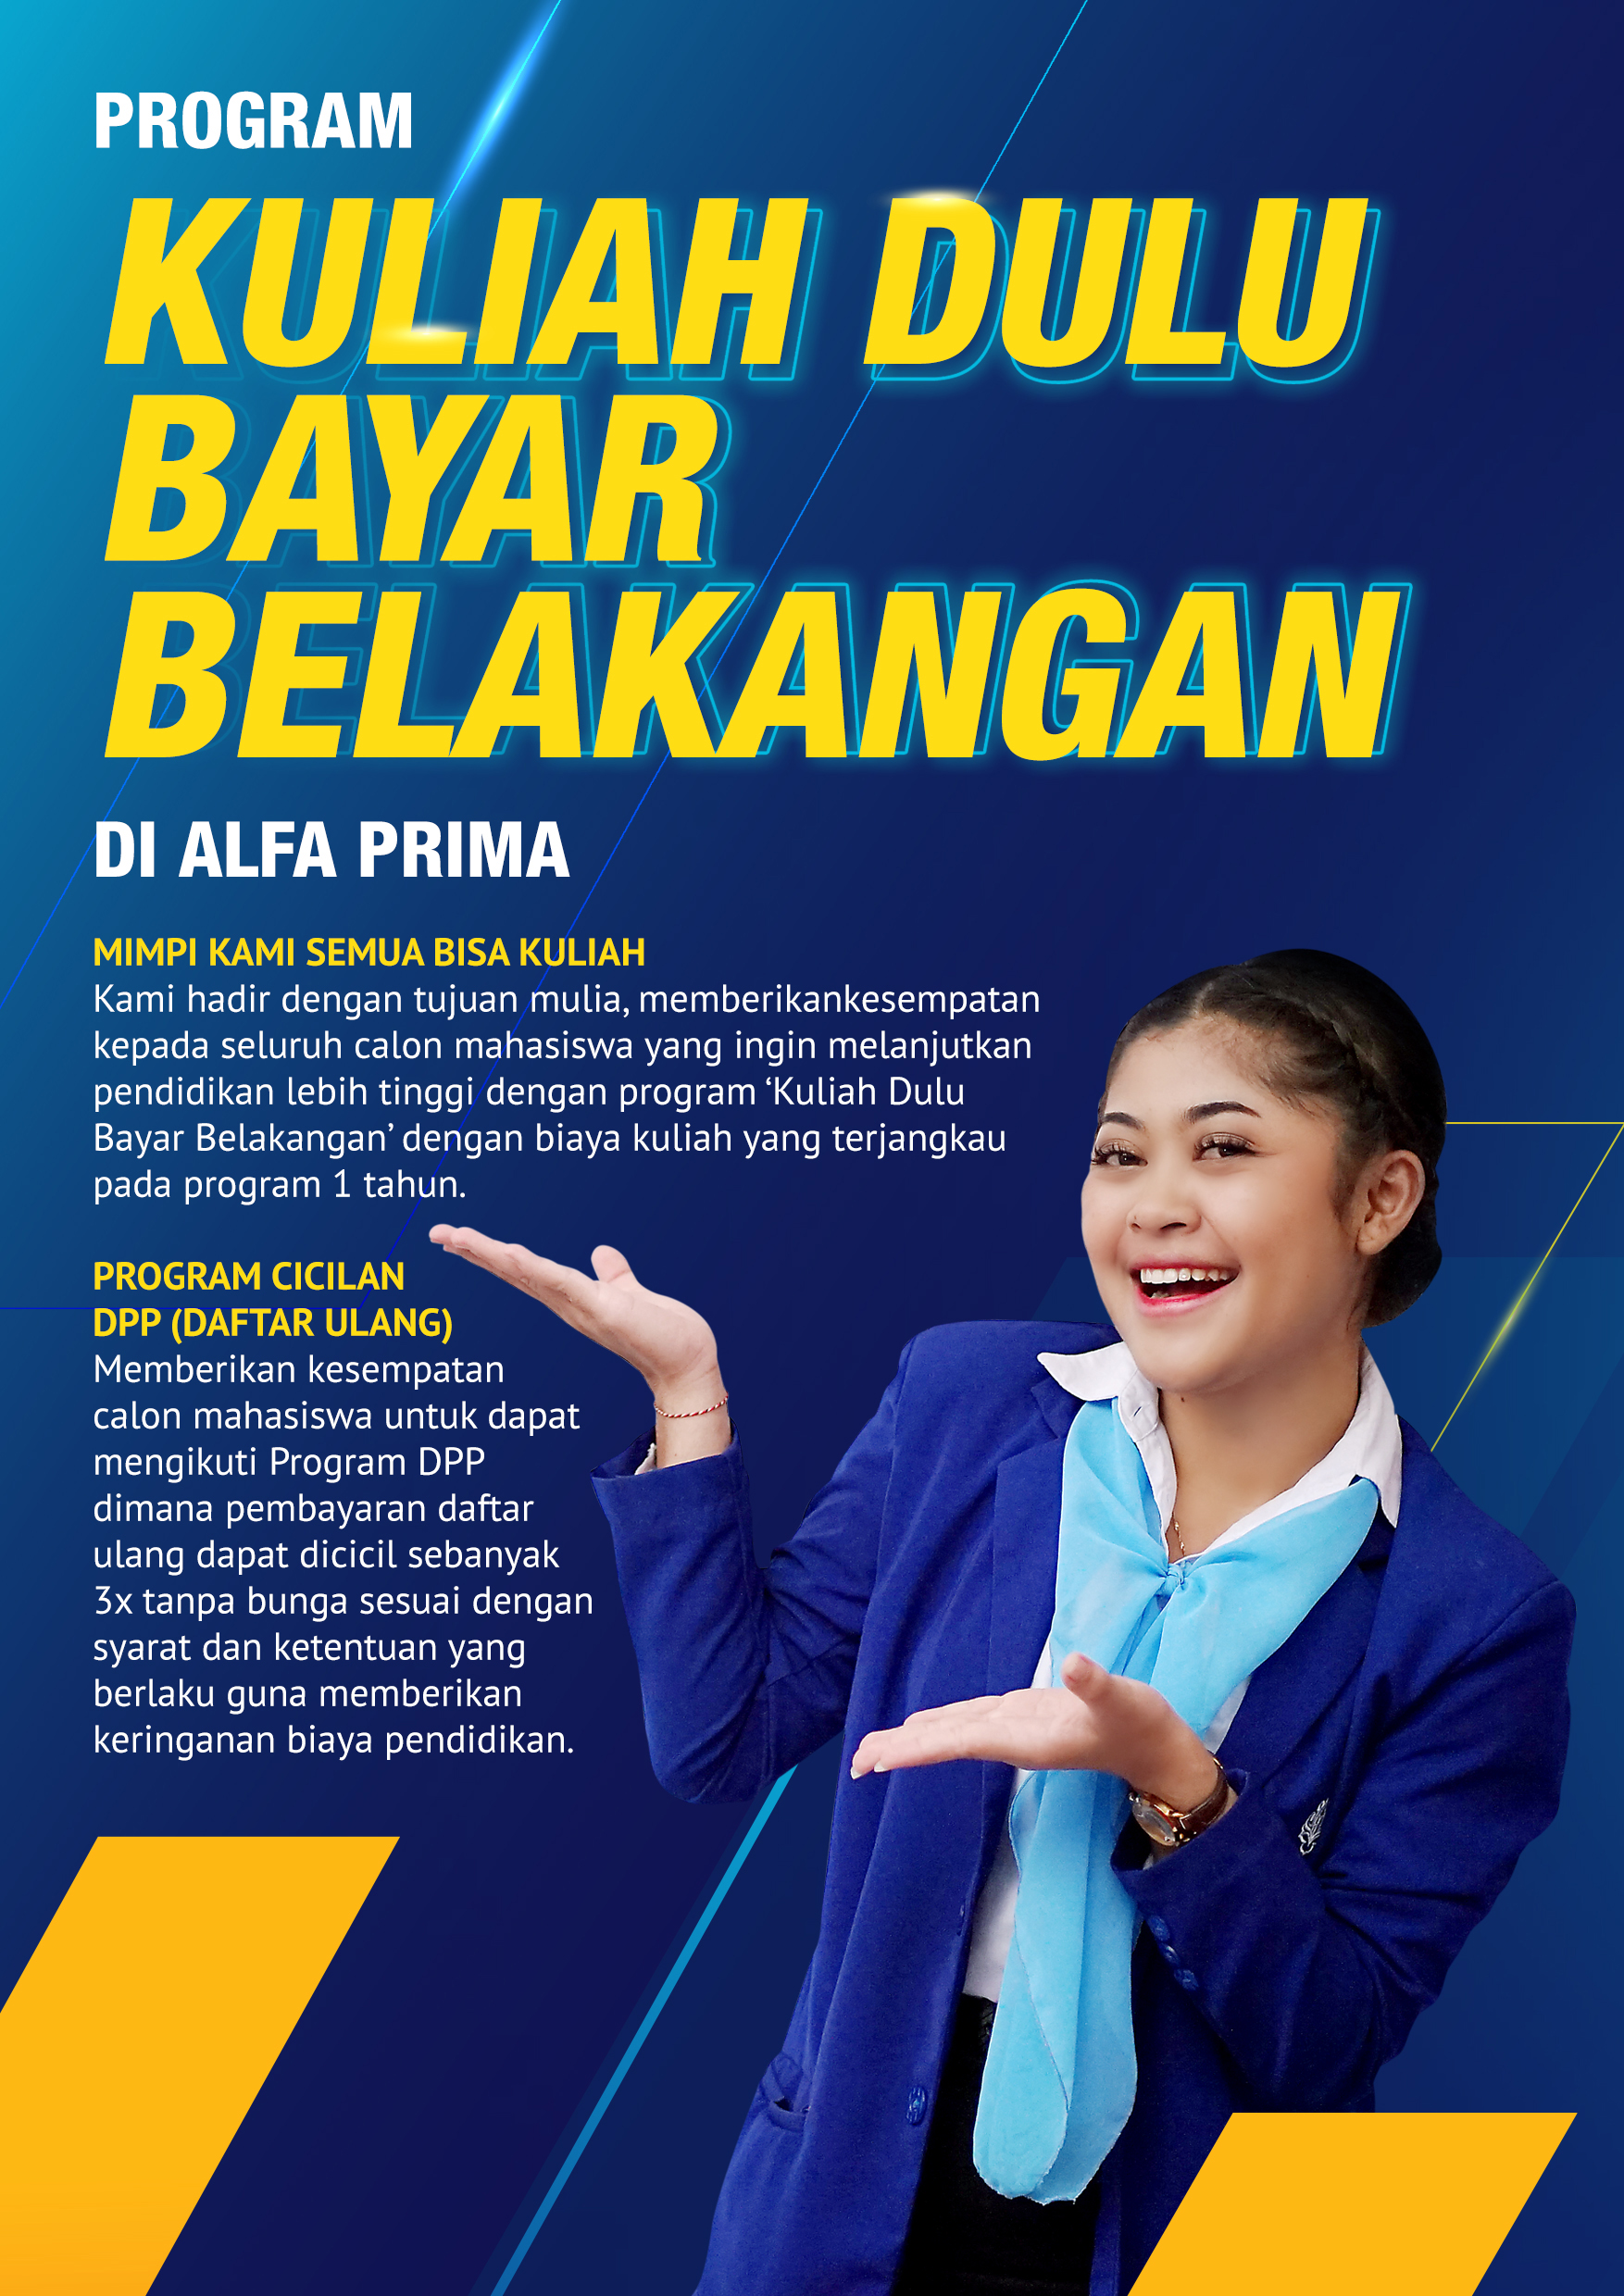 PROGRAM
KULIAH DULU
BAYAR
BELAKANGAN
DI ALFA PRIMA
MIMPI KAMI SEMUA BISA KULIAH
Kami hadir dengan tujuan mulia, memberikankesempatan
kepada seluruh calon mahasiswa yang ingin melanjutkan
pendidikan lebih tinggi dengan program ‘Kuliah Dulu
Bayar Belakangan’ dengan biaya kuliah yang terjangkau
pada program 1 tahun.
PROGRAM CICILAN
DPP (DAFTAR ULANG)
Memberikan kesempatan
calon mahasiswa untuk dapat
mengikuti Program DPP
dimana pembayaran daftar
ulang dapat dicicil sebanyak
3x tanpa bunga sesuai dengan
syarat dan ketentuan yang
berlaku guna memberikan
keringanan biaya pendidikan.